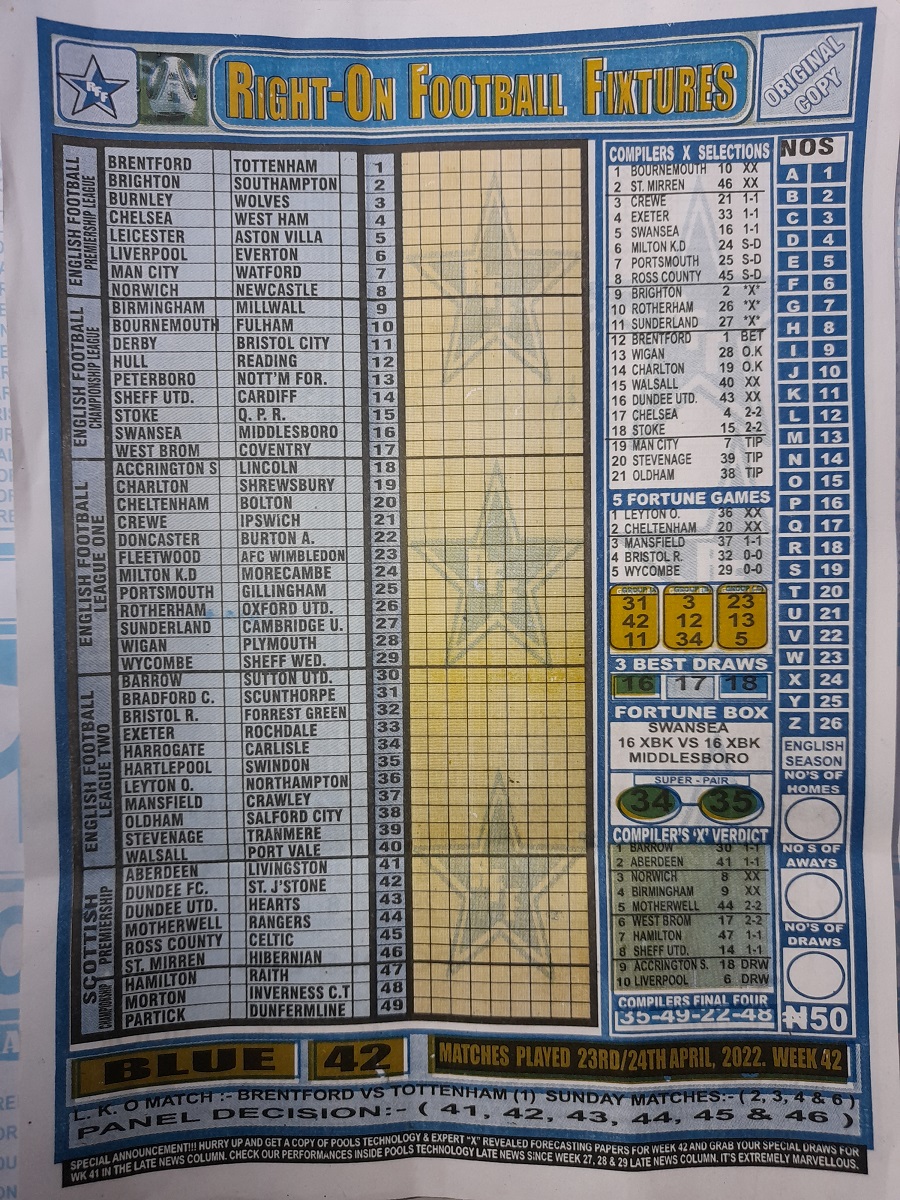 RFF
RIGHT-ON FOOTBALL FIXTURES
ORIGINAL
COPY
ENGLISH FOOTBALL
PREMIERSHIP LEAGUE
BRENTFORD TOTTENHAM 1
BRIGHTON SOUTHAMPTON 2
BURNLEY WOLVES 3
CHELSEA WEST HAM 4
LEICESTER ASTON VILLA 5
LIVERPOOL EVERTON 6
MAN CITY WATFORD 7
NORWICH NEWCASTLE 8
ENGLISH FOOTBALL
CHAMPIONSHIP LEAGUE
BIRMINGHAM MILLWALL 9
BOURNEMOUTH FULHAM 10
DERBY BRISTOL CITY 11
HULL READING 12
PETERBORO NOTT'M FOR. 13
SHEFF UTD. CARDIFF 14
STOKE Q. P. R. 15
SWANSEA MIDDLESBORO 16
WEST BROM COVENTRY 17
ENGLISH FOOTBALL
LEAGUE ONE
ACCRINGTON S LINCOLN 18
CHARLTON SHREWSBURY 19
CHELTENHAM BOLTON 20
CREWE IPSWICH 21
DONCASTER BURTON A. 22
FLEETWOOD AFC WIMBLEDON 23
MILTON K.D MORECAMBE 24
PORTSMOUTH GILLINGHAM 25
ROTHERHAM OXFORD UTD. 26
SUNDERLAND CAMBRIDGE U. 27
WIGAN PLYMOUTH 28
WYCOMBE SHEFF WED. 29
ENGLISH FOOTBALL
LEAGUE TWO
BARROW SUTTON UTD. 30
BRADFORD C. SCUNTHORPE 31
BRISTOL R. FORREST GREEN 32
EXETER ROCHDALE 33
HARROGATE CARLISLE 34
HARTLEPOOL SWINDON 35
LEYTON O. NORTHAMPTON 36
MANSFIELD CRAWLEY 37
OLDHAM SALFORD CITY 38
STEVENAGE TRANMERE 39
WALSALL PORT VALE 40
SCOTTISH
PREMIERSHIP
CHAMPIONSHIP
ABERDEEN LIVINGSTON 41
DUNDEE FC. ST. J'STONE 42
DUNDEE UTD. HEARTS 43
MOTHERWELL RANGERS 44
ROSS COUNTY CELTIC 45
ST. MIRREN HIBERNIAN 46
HAMILTON RAITH 47
MORTON INVERNESS C.T 48
PARTICK DUNFERMLINE 49
COMPILERS X SELECTIONS
1 BOURNEMOUTH 10 XX
2 ST. MIRREN 46 XX
3 CREWE 21 1-1
4 EXETER 33 1-1
5 SWANSEA 16 1-1
6 MILTON K.D 24 S-D
7 PORTSMOUTH 25 S-D
8 ROSS COUNTY 45 S-D
9 BRIGHTON 2 *X*
10 ROTHERHAM 26 *X*
11 SUNDERLAND 27 *X*
12 BRENTFORD 1 BET
13 WIGAN 28 O.K
14 CHARLTON 19 O.K
15 WALSALL 40 XX
16 DUNDEE UTD. 43 XX
17 CHELSEA 4 2-2
18 STOKE 15 2-2
19 MAN CITY 7 TIP
20 STEVENAGE 39 TIP
21 OLDHAM 38 TIP
5 FORTUNE GAMES
1 LEYTON O. 36 XX
2 CHELTENHAM 20 XX
3 MANSFIELD 37 1-1
4 BRISTOL R. 32 0-0
5 WYCOMBE 29 0-0
31 3 23
42 12 13
11 34 5
3 BEST DRAWS
16 17 18
FORTUNE BOX
SWANSEA
16 XBK VS 16 XBK
MIDDLESBORO
SUPER - PAIR
34 - 35
COMPILER'S 'X' VERDICT
1 BARROW 30 1-1
2 ABERDEEN 41 1-1
3 NORWICH 8 XX
4 BIRMINGHAM 9 XX
5 MOTHERWELL 44 2-2
6 WEST BROM 17 2-2
7 HAMILTON 47 1-1
8 SHEFF UTD. 14 1-1
9 ACCRINGTON S. 18 DRW
10 LIVERPOOL 6 DRW
COMPILERS FINAL FOUR
35-49-22-48
NOS
A 1
B 2
C 3
D 4
E 5
F 6
G 7
H 8
I 9
J 10
K 11
L 12
M 13
N 14
O 15
P 16
Q 17
R 18
S 19
T 20
U 21
V 22
W 23
X 24
Y 25
Z 26
ENGLISH
SEASON
NO'S OF
HOMES
NO S OF
AWAYS
NO'S OF
DRAWS
₦50
BLUE 42 MATCHES PLAYED 23RD/24TH APRIL, 2022. WEEK 42
L. K. O MATCH :- BRENTFORD VS TOTTENHAM (1) SUNDAY MATCHES:- ( 2, 3, 4 & 6 )
PANEL DECISION:- ( 41, 42, 43, 44, 45 & 46 )
SPECIAL ANNOUNCEMENT!!! HURRY UP AND GET A COPY OF POOLS TECHNOLOGY & EXPERT "X" REVEALED FORECASTING PAPERS FOR WEEK 42 AND GRAB YOUR SPECIAL DRAWS FOR
WK 41 IN THE LATE NEWS COLUMN. CHECK OUR PERFORMANCES INSIDE POOLS TECHNOLOGY LATE NEWS SINCE WEEK 27, 28 & 29 LATE NEWS COLUMN. IT'S EXTREMELY MARVELLOUS.